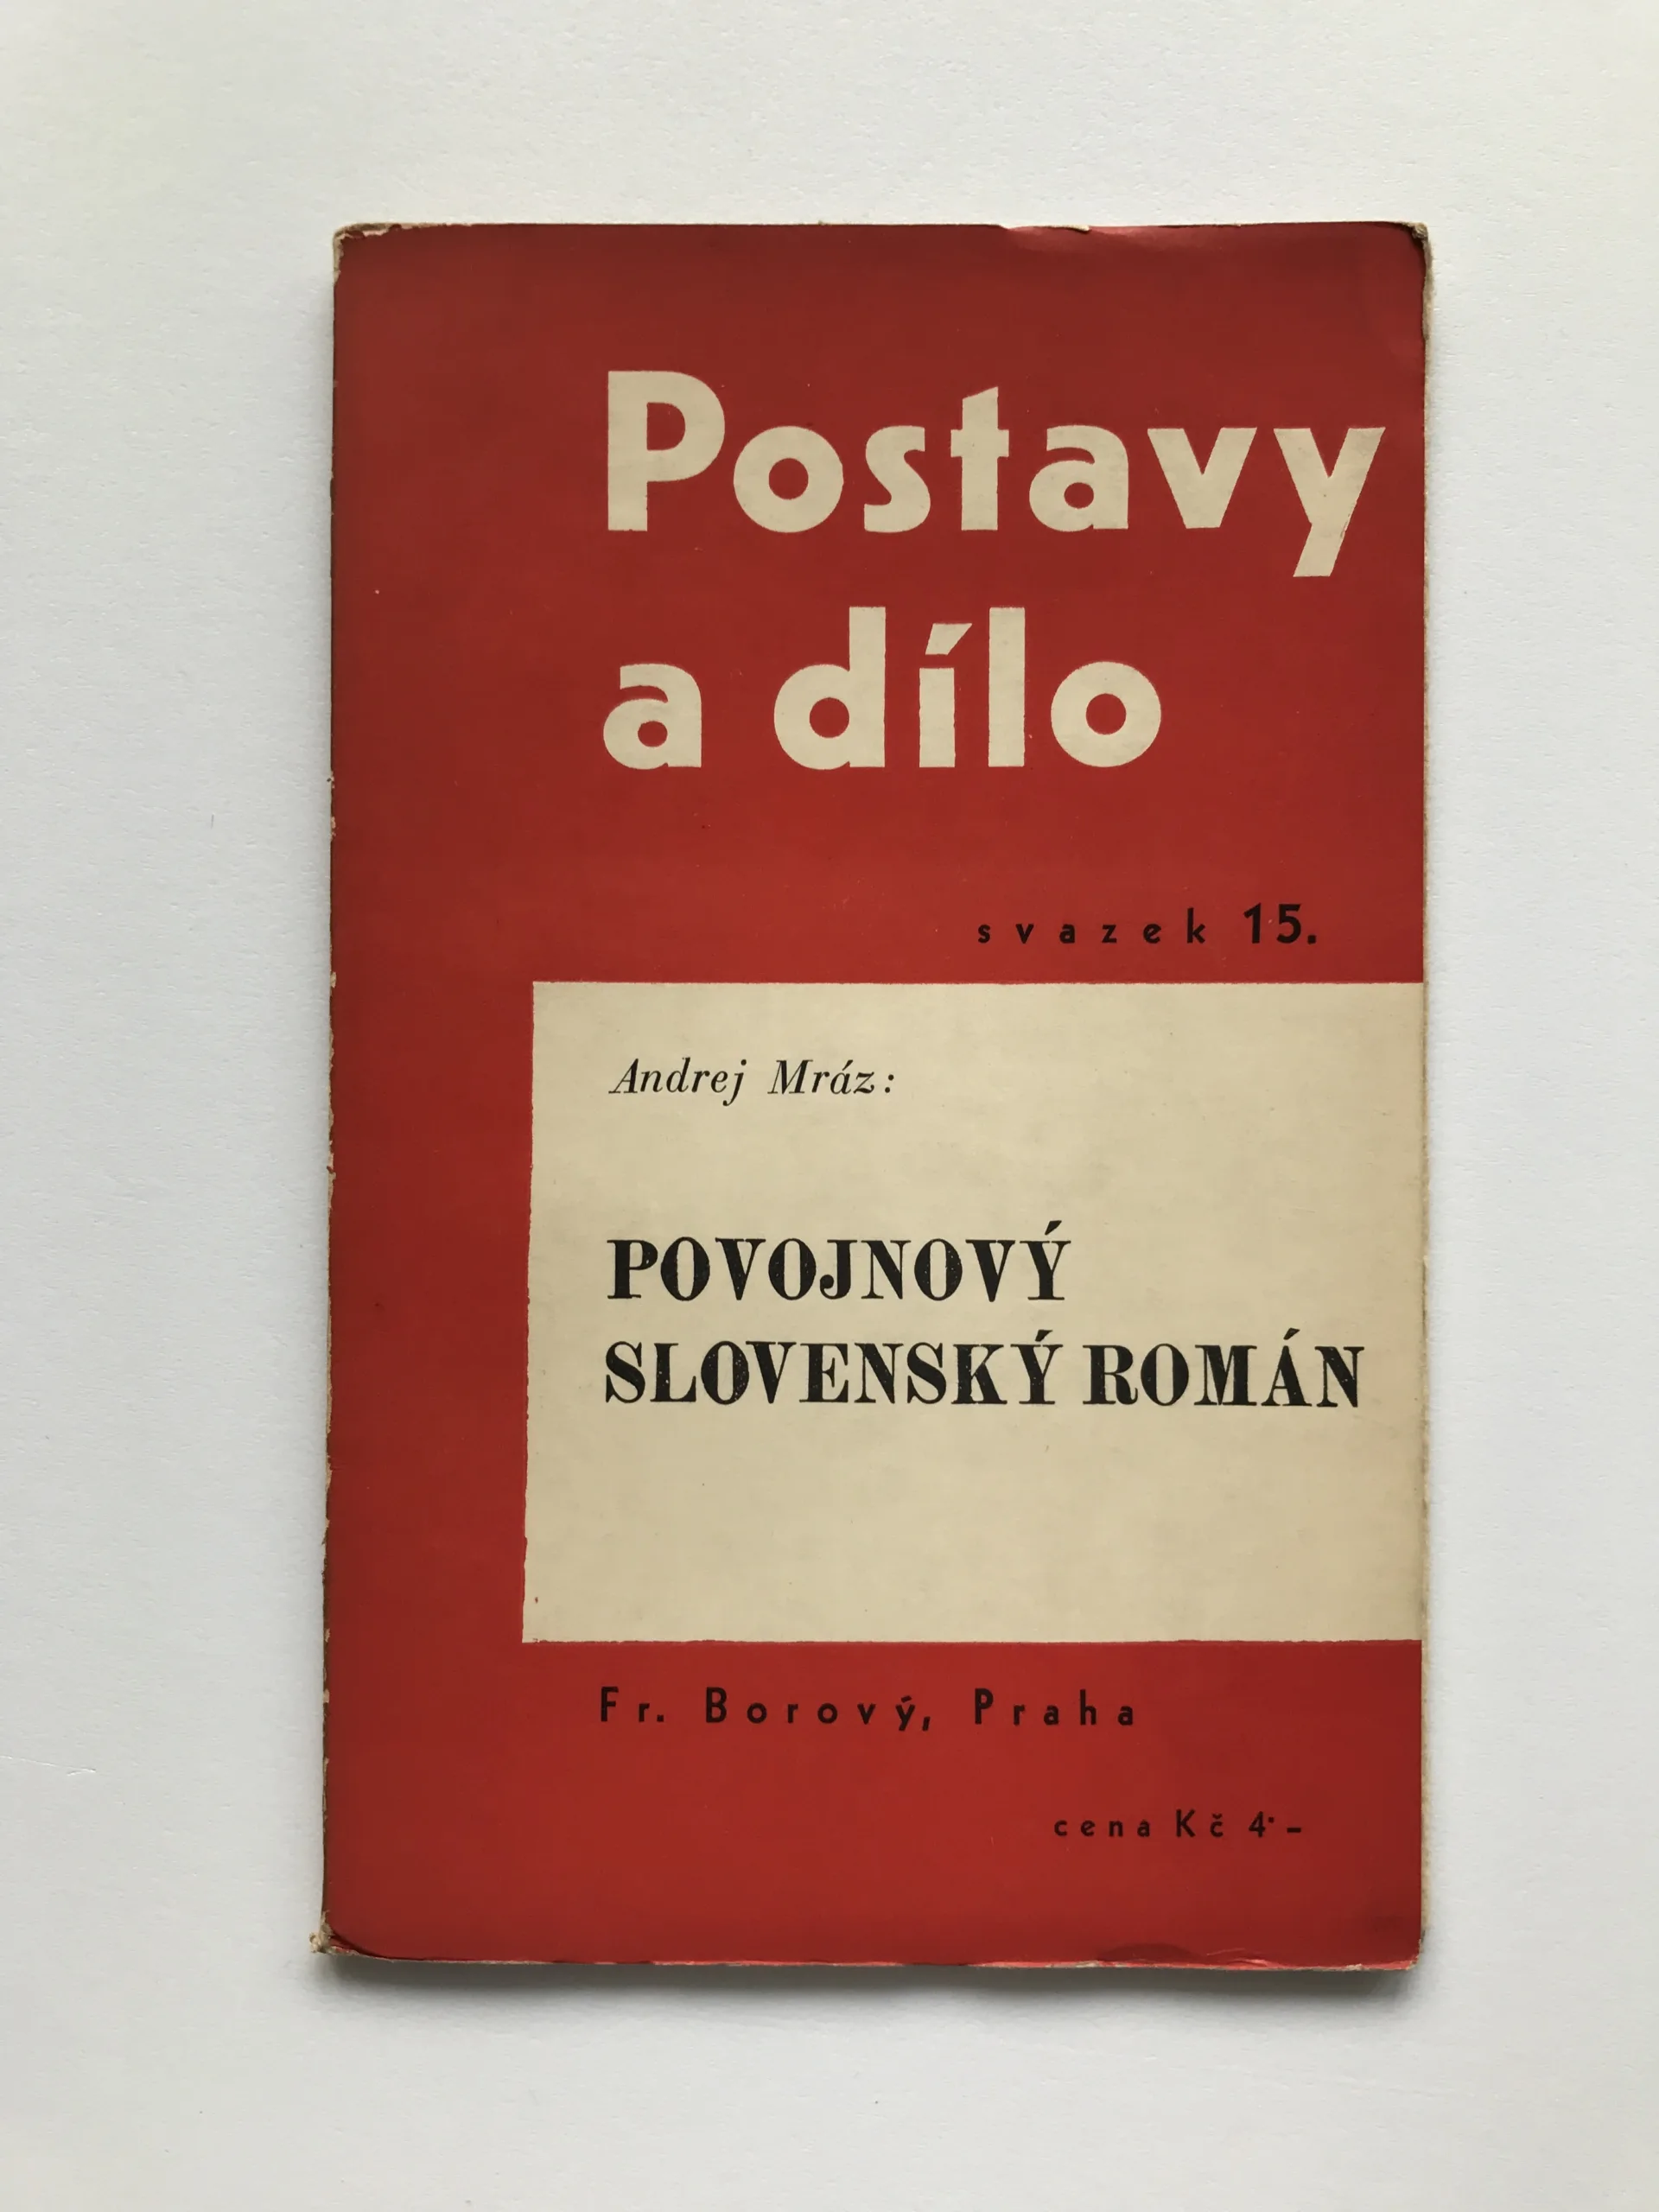 Postavy
a dílo
svazek 15.
Andrej Mráz:
POVOJNOVÝ
SLOVENSKÝ ROMÁN
Fr. Borový, Praha
cena Kč 4·–